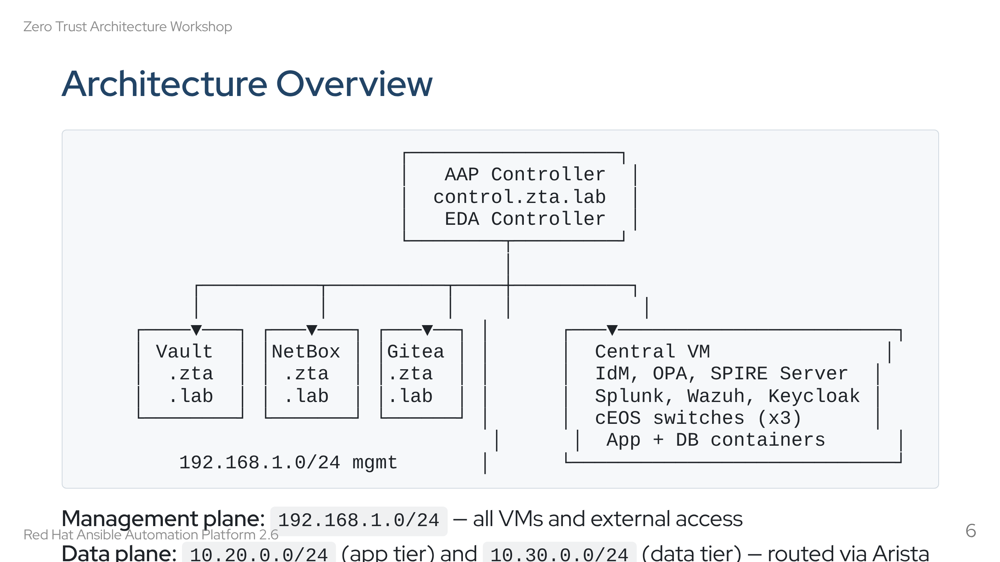 Zero Trust Architecture Workshop
Architecture Overview
AAP Controller
control.zta.lab
EDA Controller
Vault NetBox Gitea Central VM
.zta .zta .zta IdM, OPA, SPIRE Server
.lab .lab .lab Splunk, Wazuh, Keycloak
cEOS switches (x3)
App + DB containers
192.168.1.0/24 mgmt
Management plane: 192.168.1.0/24 — all VMs and external access
Red Hat Ansible Automation Platform 2.6
6
Data plane: 10.20.0.0/24 (app tier) and 10.30.0.0/24 (data tier) — routed via Arista